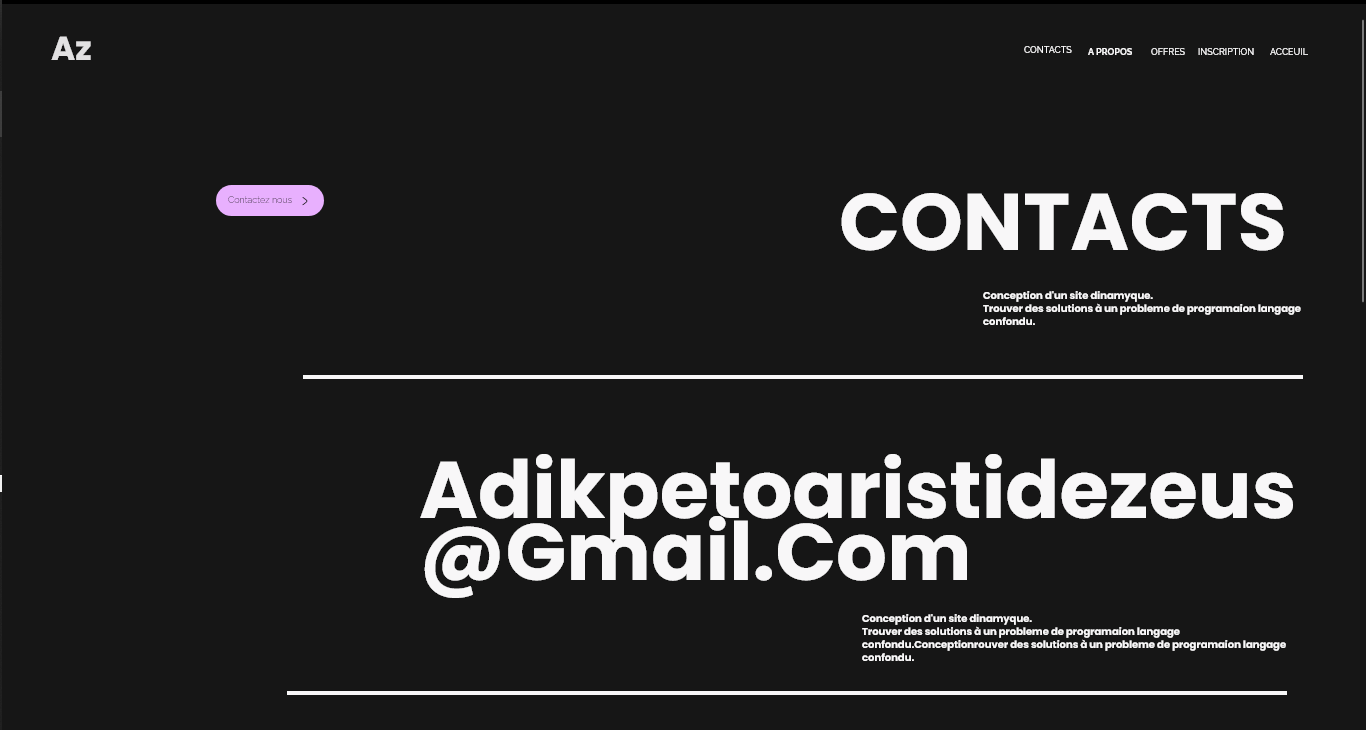 Az
CONTACTS
A PROPOS
OFFRES
INSCRIPTION
ACCEUIL
Contactez nous
CONTACTS
Conception d'un site dinamyque.
Trouver des solutions à un probleme de programaion langage
confondu.
Adikpetoaristidezeus
@Gmail.Com
Conception d'un site dinamyque.
Trouver des solutions à un probleme de programaion langage
confondu.Conceptionrouver des solutions à un probleme de programaion langage
confondu.